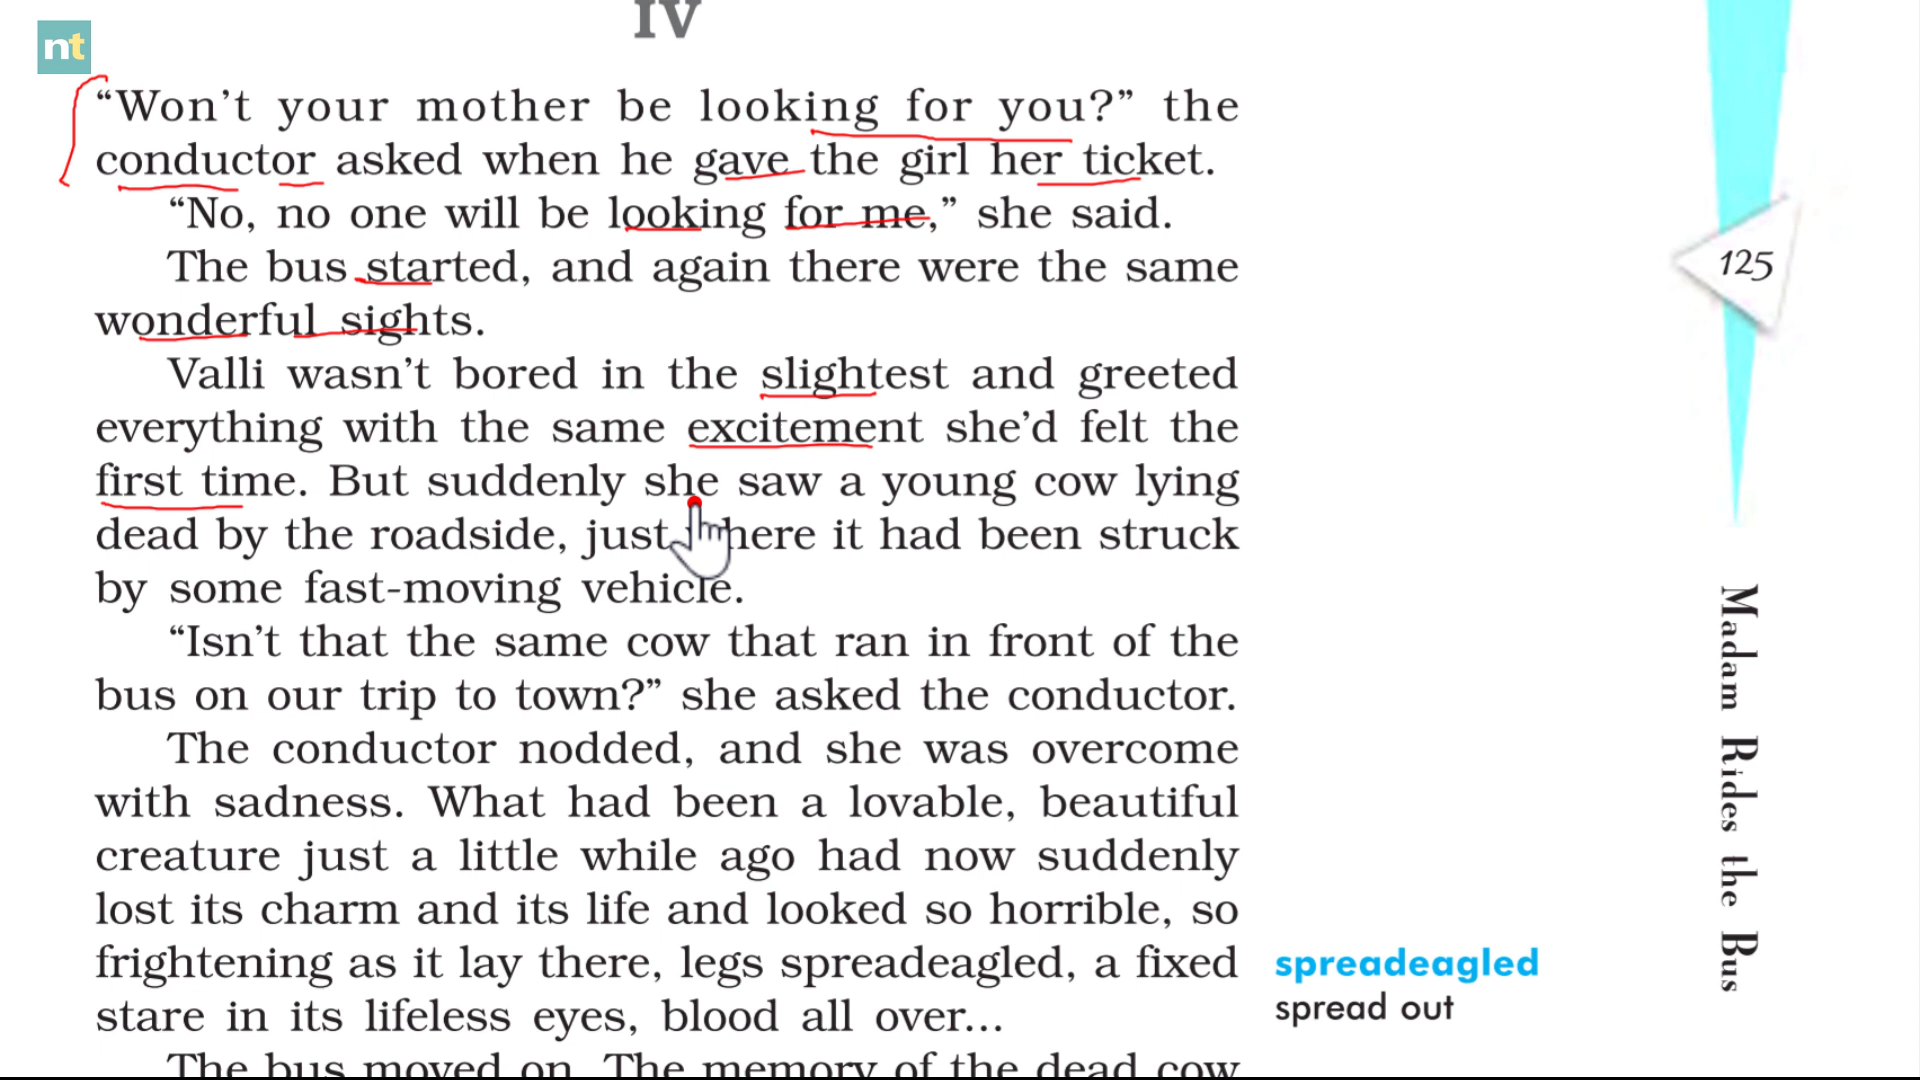 IV
nt
“Won’t your mother be looking for you?” the
conductor asked when he gave the girl her ticket.
“No, no one will be looking for me,” she said.
The bus started, and again there were the same
wonderful sights.
Valli wasn’t bored in the slightest and greeted
everything with the same excitement she’d felt the
first time. But suddenly she saw a young cow lying
dead by the roadside, just where it had been struck
by some fast-moving vehicle.
“Isn’t that the same cow that ran in front of the
bus on our trip to town?” she asked the conductor.
The conductor nodded, and she was overcome
with sadness. What had been a lovable, beautiful
creature just a little while ago had now suddenly
lost its charm and its life and looked so horrible, so
frightening as it lay there, legs spreadeagled, a fixed
stare in its lifeless eyes, blood all over...
The bus moved on. The memory of the dead cow
spreadeagled
spread out
125
Madam Rides the Bus